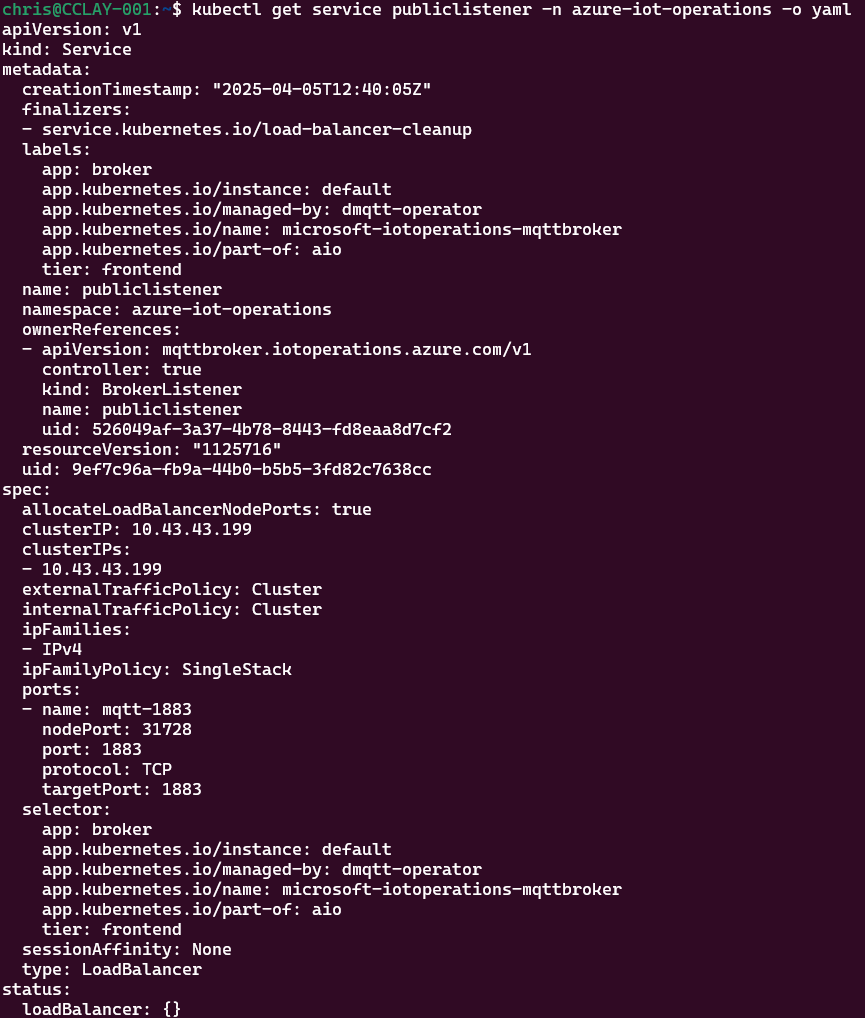 chris@CCLAY-001:~$ kubectl get service publiclistener -n azure-iot-operations -o yaml
apiVersion: v1
kind: Service
metadata:
  creationTimestamp: "2025-04-05T12:40:05Z"
  finalizers:
  - service.kubernetes.io/load-balancer-cleanup
  labels:
    app: broker
    app.kubernetes.io/instance: default
    app.kubernetes.io/managed-by: dmqtt-operator
    app.kubernetes.io/name: microsoft-iotoperations-mqttbroker
    app.kubernetes.io/part-of: aio
    tier: frontend
  name: publiclistener
  namespace: azure-iot-operations
  ownerReferences:
  - apiVersion: mqttbroker.iotoperations.azure.com/v1
    controller: true
    kind: BrokerListener
    name: publiclistener
    uid: 526049af-3a37-4b78-8443-fd8eaa8d7cf2
  resourceVersion: "1125716"
  uid: 9ef7c96a-fb9a-44b0-b5b5-3fd82c7638cc
spec:
  allocateLoadBalancerNodePorts: true
  clusterIP: 10.43.43.199
  clusterIPs:
  - 10.43.43.199
  externalTrafficPolicy: Cluster
  internalTrafficPolicy: Cluster
  ipFamilies:
  - IPv4
  ipFamilyPolicy: SingleStack
  ports:
  - name: mqtt-1883
    nodePort: 31728
    port: 1883
    protocol: TCP
    targetPort: 1883
  selector:
    app: broker
    app.kubernetes.io/instance: default
    app.kubernetes.io/managed-by: dmqtt-operator
    app.kubernetes.io/name: microsoft-iotoperations-mqttbroker
    app.kubernetes.io/part-of: aio
    tier: frontend
  sessionAffinity: None
  type: LoadBalancer
status:
  loadBalancer: {}